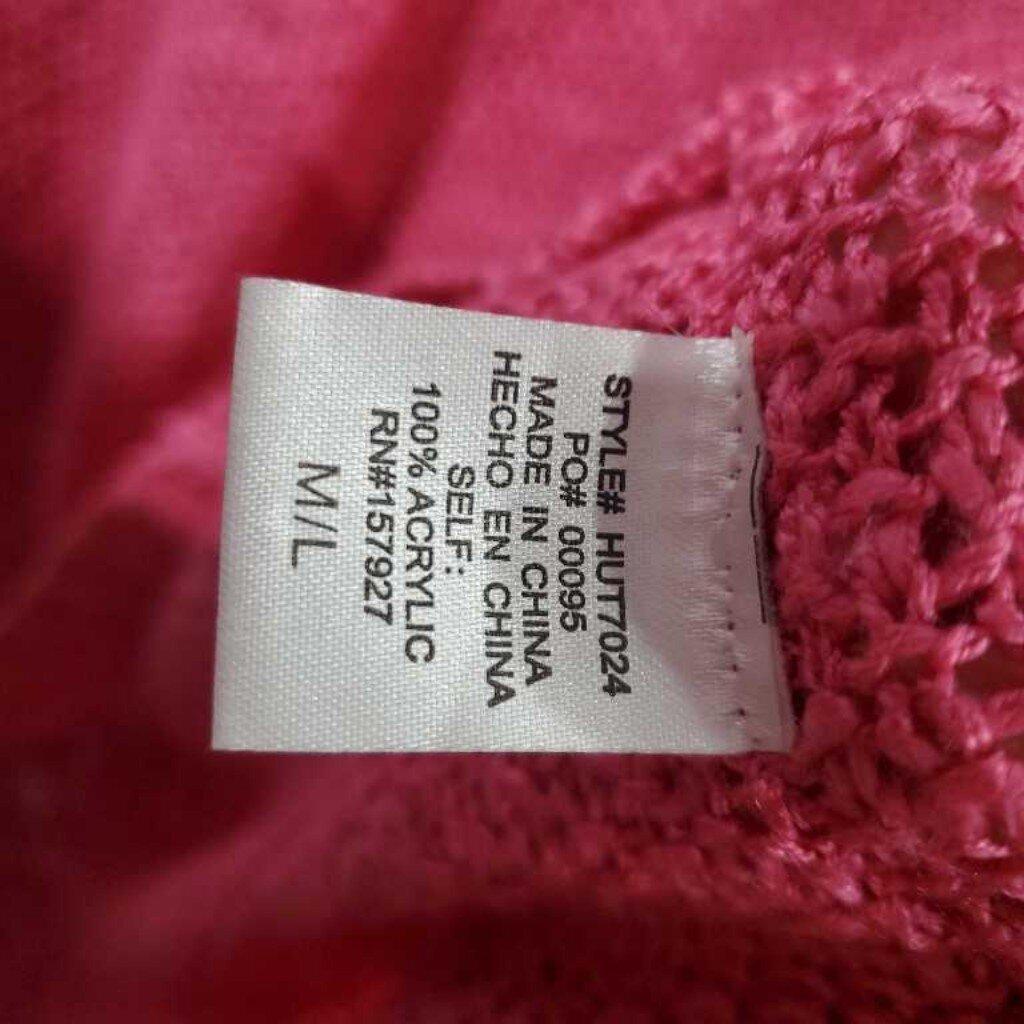 STYLE# HUT7024
PO# 00095
MADE IN CHINA
HECHO EN CHINA
SELF:
100% ACRYLIC
RN#157927
M/L